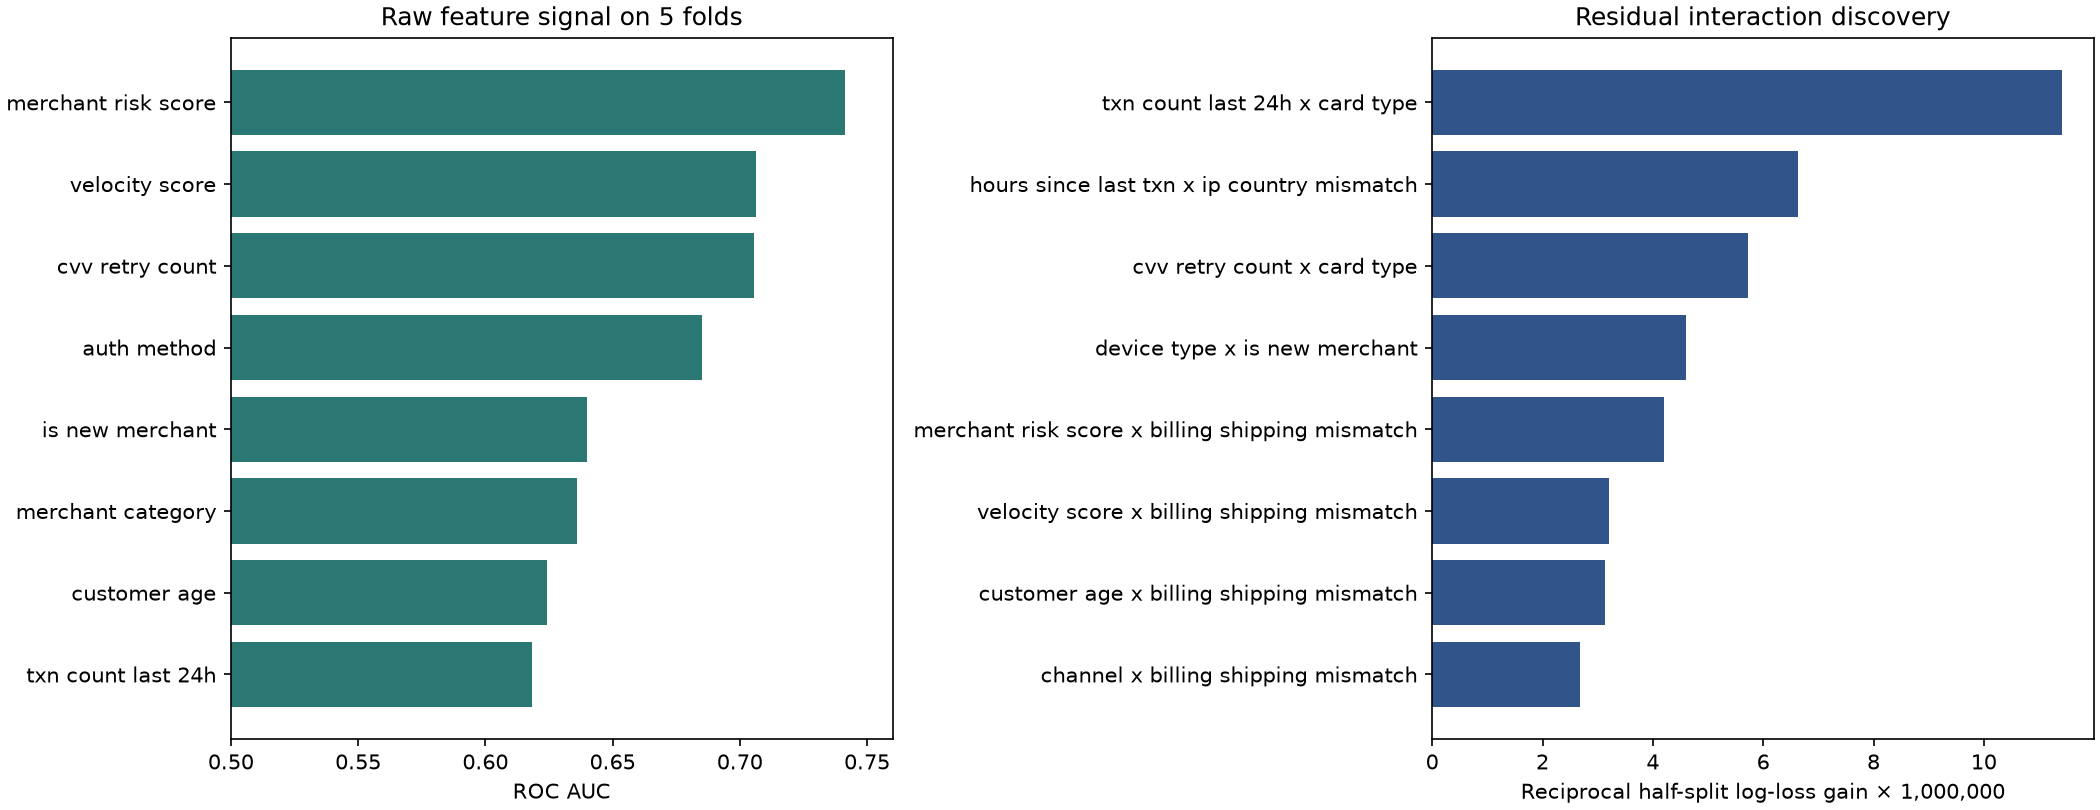 Raw feature signal on 5 folds
merchant risk score
velocity score
cvv retry count
auth method
is new merchant
merchant category
customer age
txn count last 24h
0.50 0.55 0.60 0.65 0.70 0.75
ROC AUC
Residual interaction discovery
txn count last 24h x card type
hours since last txn x ip country mismatch
cvv retry count x card type
device type x is new merchant
merchant risk score x billing shipping mismatch
velocity score x billing shipping mismatch
customer age x billing shipping mismatch
channel x billing shipping mismatch
0 2 4 6 8 10
Reciprocal half-split log-loss gain × 1,000,000